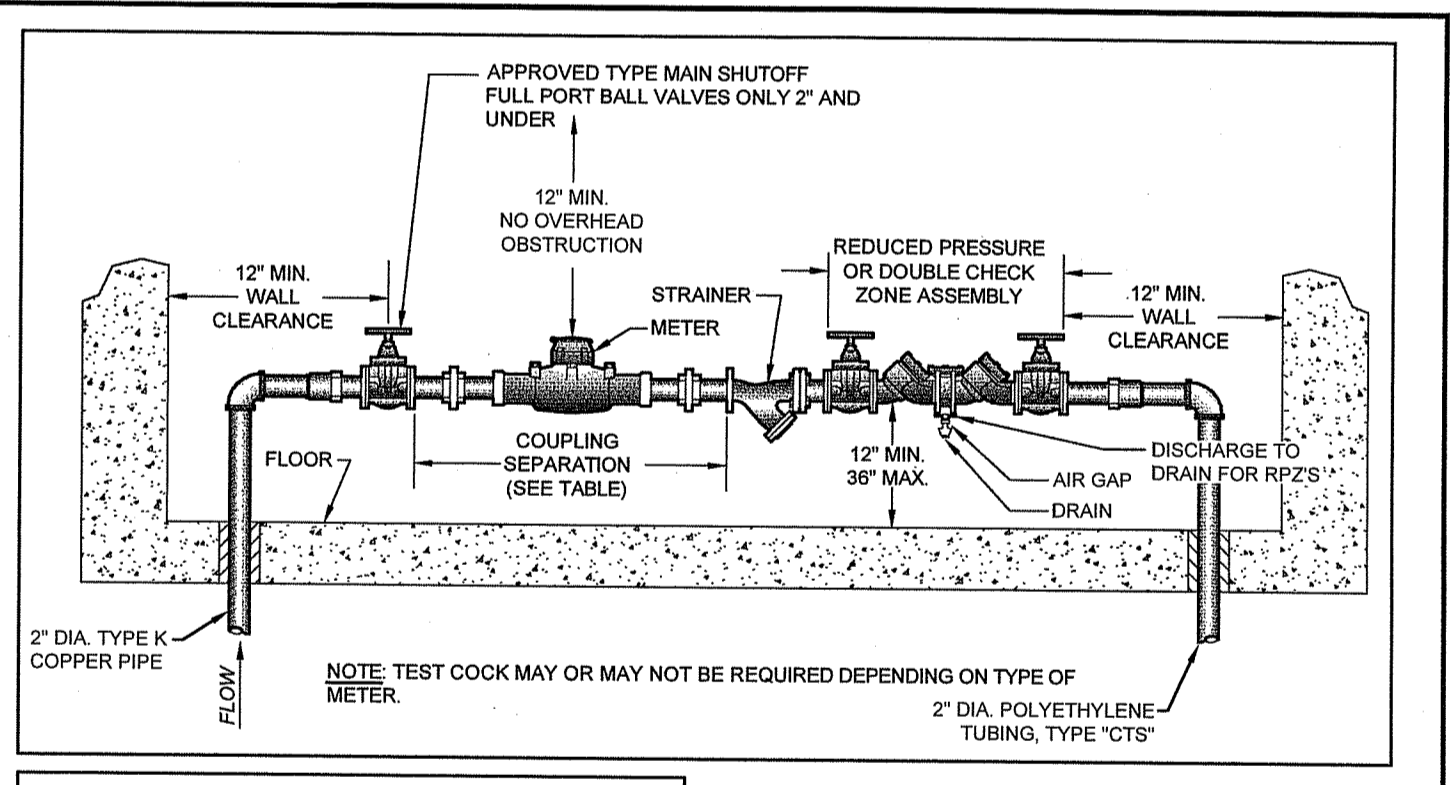 APPROVED TYPE MAIN SHUTOFF
FULL PORT BALL VALVES ONLY 2" AND
UNDER
12" MIN.
NO OVERHEAD
OBSTRUCTION
12" MIN.
WALL
CLEARANCE
STRAINER
METER
REDUCED PRESSURE
OR DOUBLE CHECK
ZONE ASSEMBLY
12" MIN.
WALL
CLEARANCE
FLOOR
COUPLING
SEPARATION
(SEE TABLE)
12" MIN.
36" MAX.
DISCHARGE TO
DRAIN FOR RPZ'S
AIR GAP
DRAIN
2" DIA. TYPE K
COPPER PIPE
FLOW
NOTE: TEST COCK MAY OR MAY NOT BE REQUIRED DEPENDING ON TYPE OF
METER.
2" DIA. POLYETHYLENE
TUBING, TYPE "CTS"